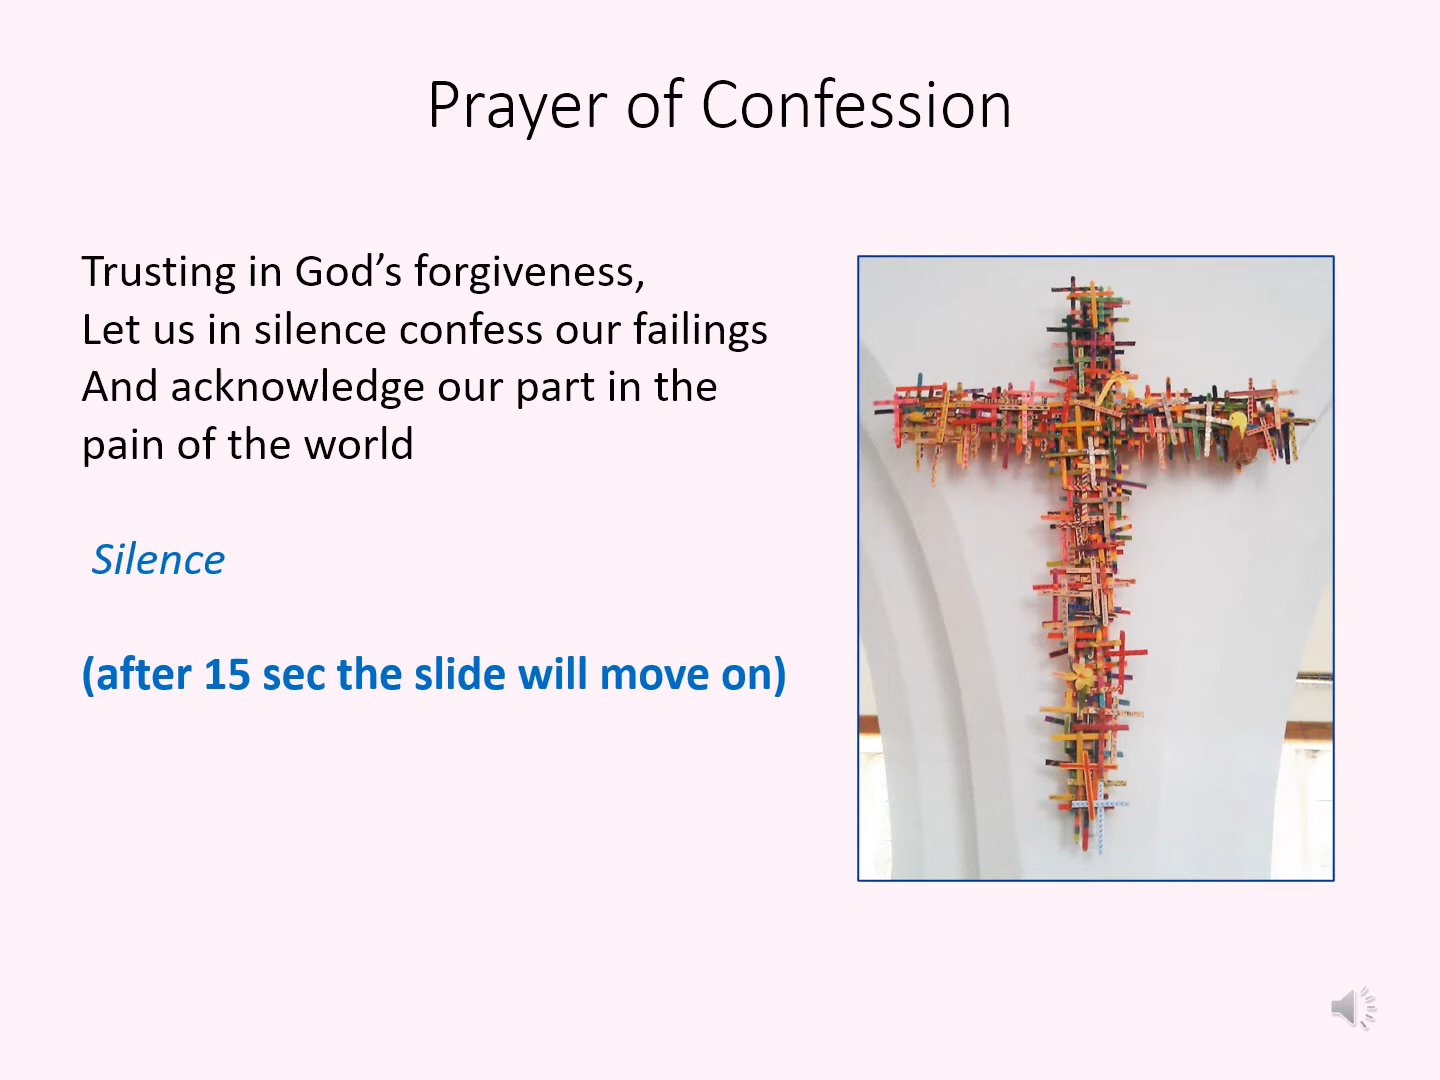 Prayer of Confession
Trusting in God’s forgiveness,
Let us in silence confess our failings
And acknowledge our part in the
pain of the world
Silence
(after 15 sec the slide will move on)